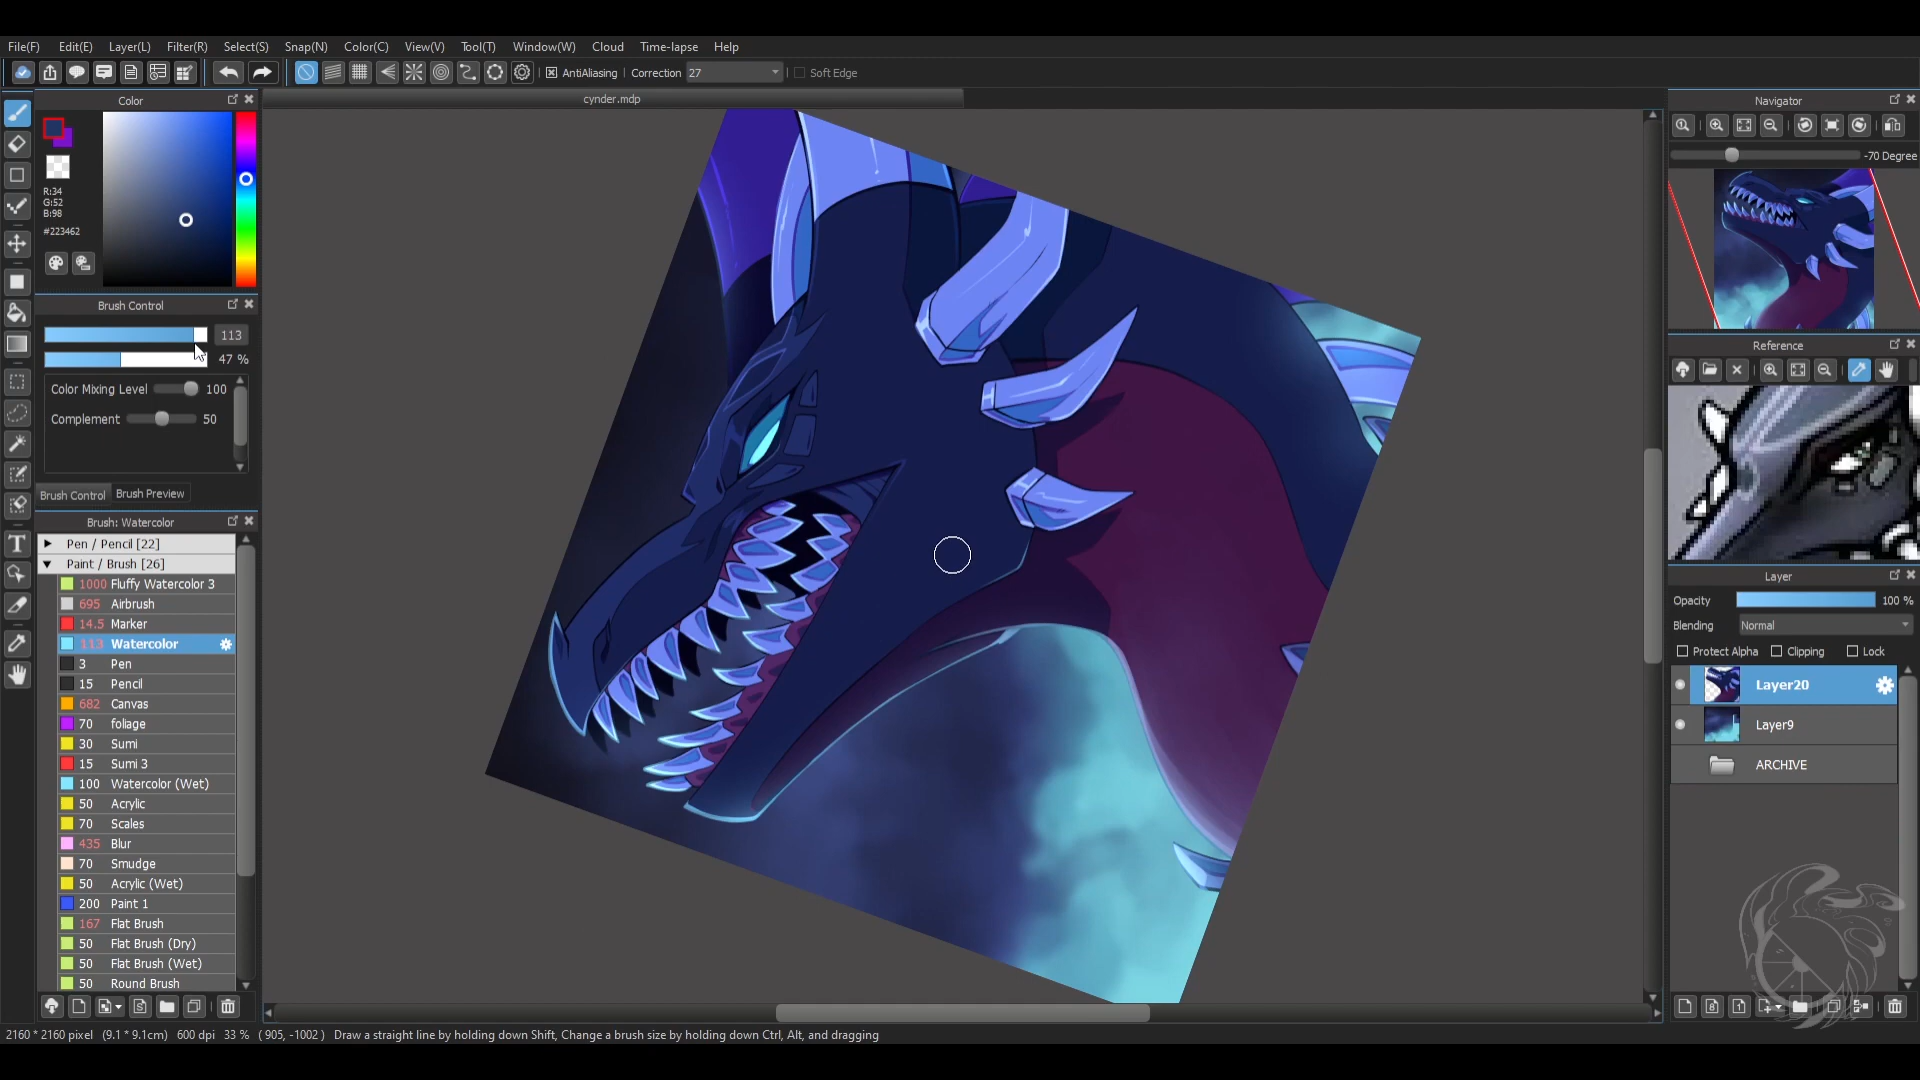 File(F) Edit(E) Layer(L) Filter(R) Select(S) Snap(N) Color(C) View(V) Tool(T) Window(W) Cloud Time-lapse Help
AntiAliasing Correction 27 Soft Edge
cynder.mdp
Color
R:34
G:52
B:98
#223462
Brush Control
113
47 %
Color Mixing Level 100
Complement 50
Brush Control Brush Preview
Brush: Watercolor
Pen / Pencil [22]
Paint / Brush [26]
1000 Fluffy Watercolor 3
695 Airbrush
14.5 Marker
113 Watercolor
3 Pen
15 Pencil
682 Canvas
70 foliage
30 Sumi
15 Sumi 3
100 Watercolor (Wet)
50 Acrylic
70 Scales
435 Blur
70 Smudge
50 Acrylic (Wet)
200 Paint 1
167 Flat Brush
50 Flat Brush (Dry)
50 Flat Brush (Wet)
50 Round Brush
Navigator
-70 Degree
Reference
Layer
Opacity 100 %
Blending Normal
Protect Alpha Clipping Lock
Layer20
Layer9
ARCHIVE
2160 * 2160 pixel (9.1 * 9.1cm) 600 dpi 33 % ( 905, -1002 ) Draw a straight line by holding down Shift, Change a brush size by holding down Ctrl, Alt, and dragging